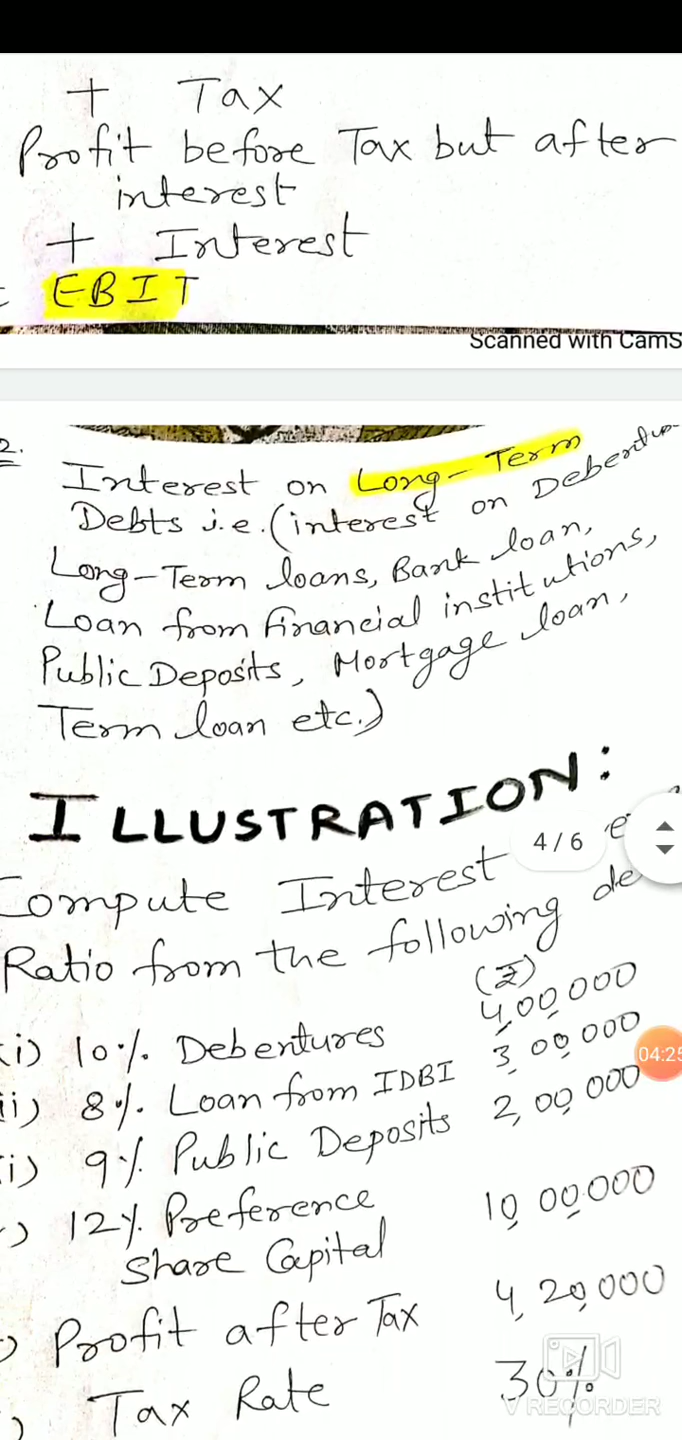 + Tax
Profit before Tax but after
interest
+ Interest
EBIT
Scanned with CamS
2.
Interest on Long-Term
Debts i.e. (interest on Debentu
Long-Term loans, Bank loan,
Loan from financial institutions,
Public Deposits, Mortgage loan,
Term loan etc.)
ILLUSTRATION:
Compute Interest
4/6
Ratio from the following de
(₹)
i) 10% Debentures 4,00,000
ii) 8% Loan from IDBI 3,00,000
04:25
i) 9% Public Deposits 2,00,000
) 12% Preference
Share Capital 10,00,000
) Profit after Tax 4,20,000
) Tax Rate 30%
V RECORDER